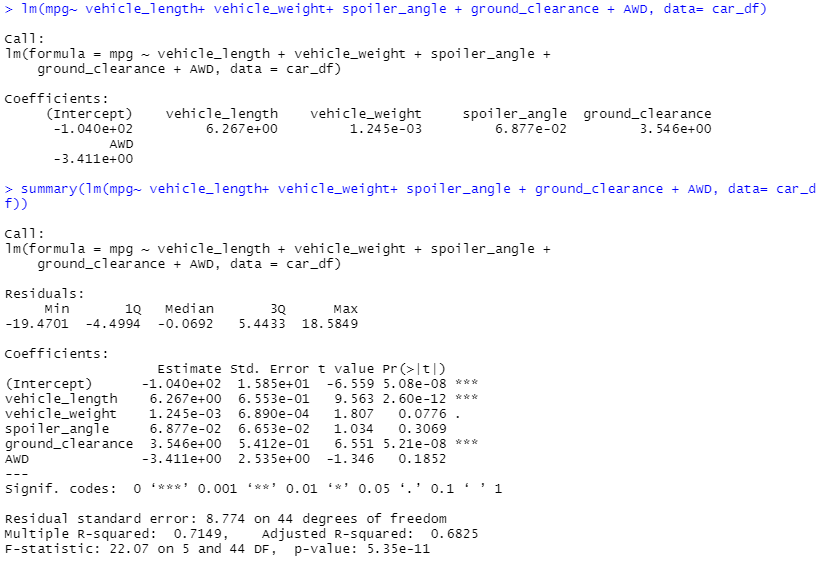 > lm(mpg~ vehicle_length+ vehicle_weight+ spoiler_angle + ground_clearance + AWD, data= car_df)
Call:
lm(formula = mpg ~ vehicle_length + vehicle_weight + spoiler_angle +
    ground_clearance + AWD, data = car_df)
Coefficients:
     (Intercept)    vehicle_length    vehicle_weight     spoiler_angle  ground_clearance
      -1.040e+02         6.267e+00         1.245e-03         6.877e-02         3.546e+00
             AWD
      -3.411e+00
> summary(lm(mpg~ vehicle_length+ vehicle_weight+ spoiler_angle + ground_clearance + AWD, data= car_d
f))
Call:
lm(formula = mpg ~ vehicle_length + vehicle_weight + spoiler_angle +
    ground_clearance + AWD, data = car_df)
Residuals:
     Min       1Q   Median       3Q      Max
-19.4701  -4.4994  -0.0692   5.4433  18.5849
Coefficients:
                   Estimate Std. Error t value Pr(>|t|)
(Intercept)      -1.040e+02  1.585e+01  -6.559 5.08e-08 ***
vehicle_length    6.267e+00  6.553e-01   9.563 2.60e-12 ***
vehicle_weight    1.245e-03  6.890e-04   1.807   0.0776 .
spoiler_angle     6.877e-02  6.653e-02   1.034   0.3069
ground_clearance  3.546e+00  5.412e-01   6.551 5.21e-08 ***
AWD              -3.411e+00  2.535e+00  -1.346   0.1852
---
Signif. codes:  0 ‘***’ 0.001 ‘**’ 0.01 ‘*’ 0.05 ‘.’ 0.1 ‘ ’ 1
Residual standard error: 8.774 on 44 degrees of freedom
Multiple R-squared:  0.7149,    Adjusted R-squared:  0.6825
F-statistic: 22.07 on 5 and 44 DF,  p-value: 5.35e-11